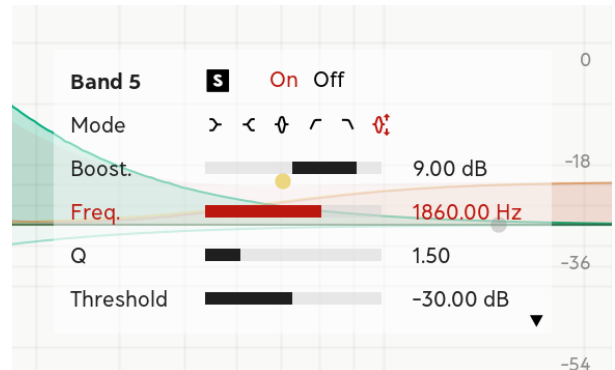 Band 5 S On Off
Mode
Boost. 9.00 dB
Freq. 1860.00 Hz
Q 1.50
Threshold -30.00 dB
0
-18
-36
-54